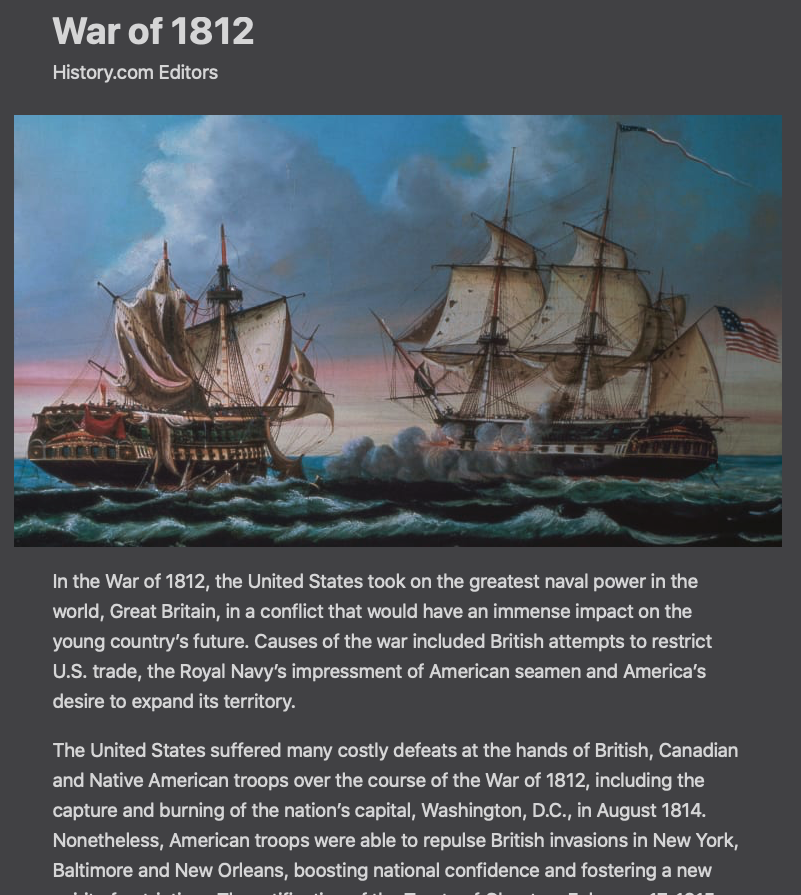 War of 1812
History.com Editors
In the War of 1812, the United States took on the greatest naval power in the
world, Great Britain, in a conflict that would have an immense impact on the
young country’s future. Causes of the war included British attempts to restrict
U.S. trade, the Royal Navy’s impressment of American seamen and America’s
desire to expand its territory.
The United States suffered many costly defeats at the hands of British, Canadian
and Native American troops over the course of the War of 1812, including the
capture and burning of the nation’s capital, Washington, D.C., in August 1814.
Nonetheless, American troops were able to repulse British invasions in New York,
Baltimore and New Orleans, boosting national confidence and fostering a new